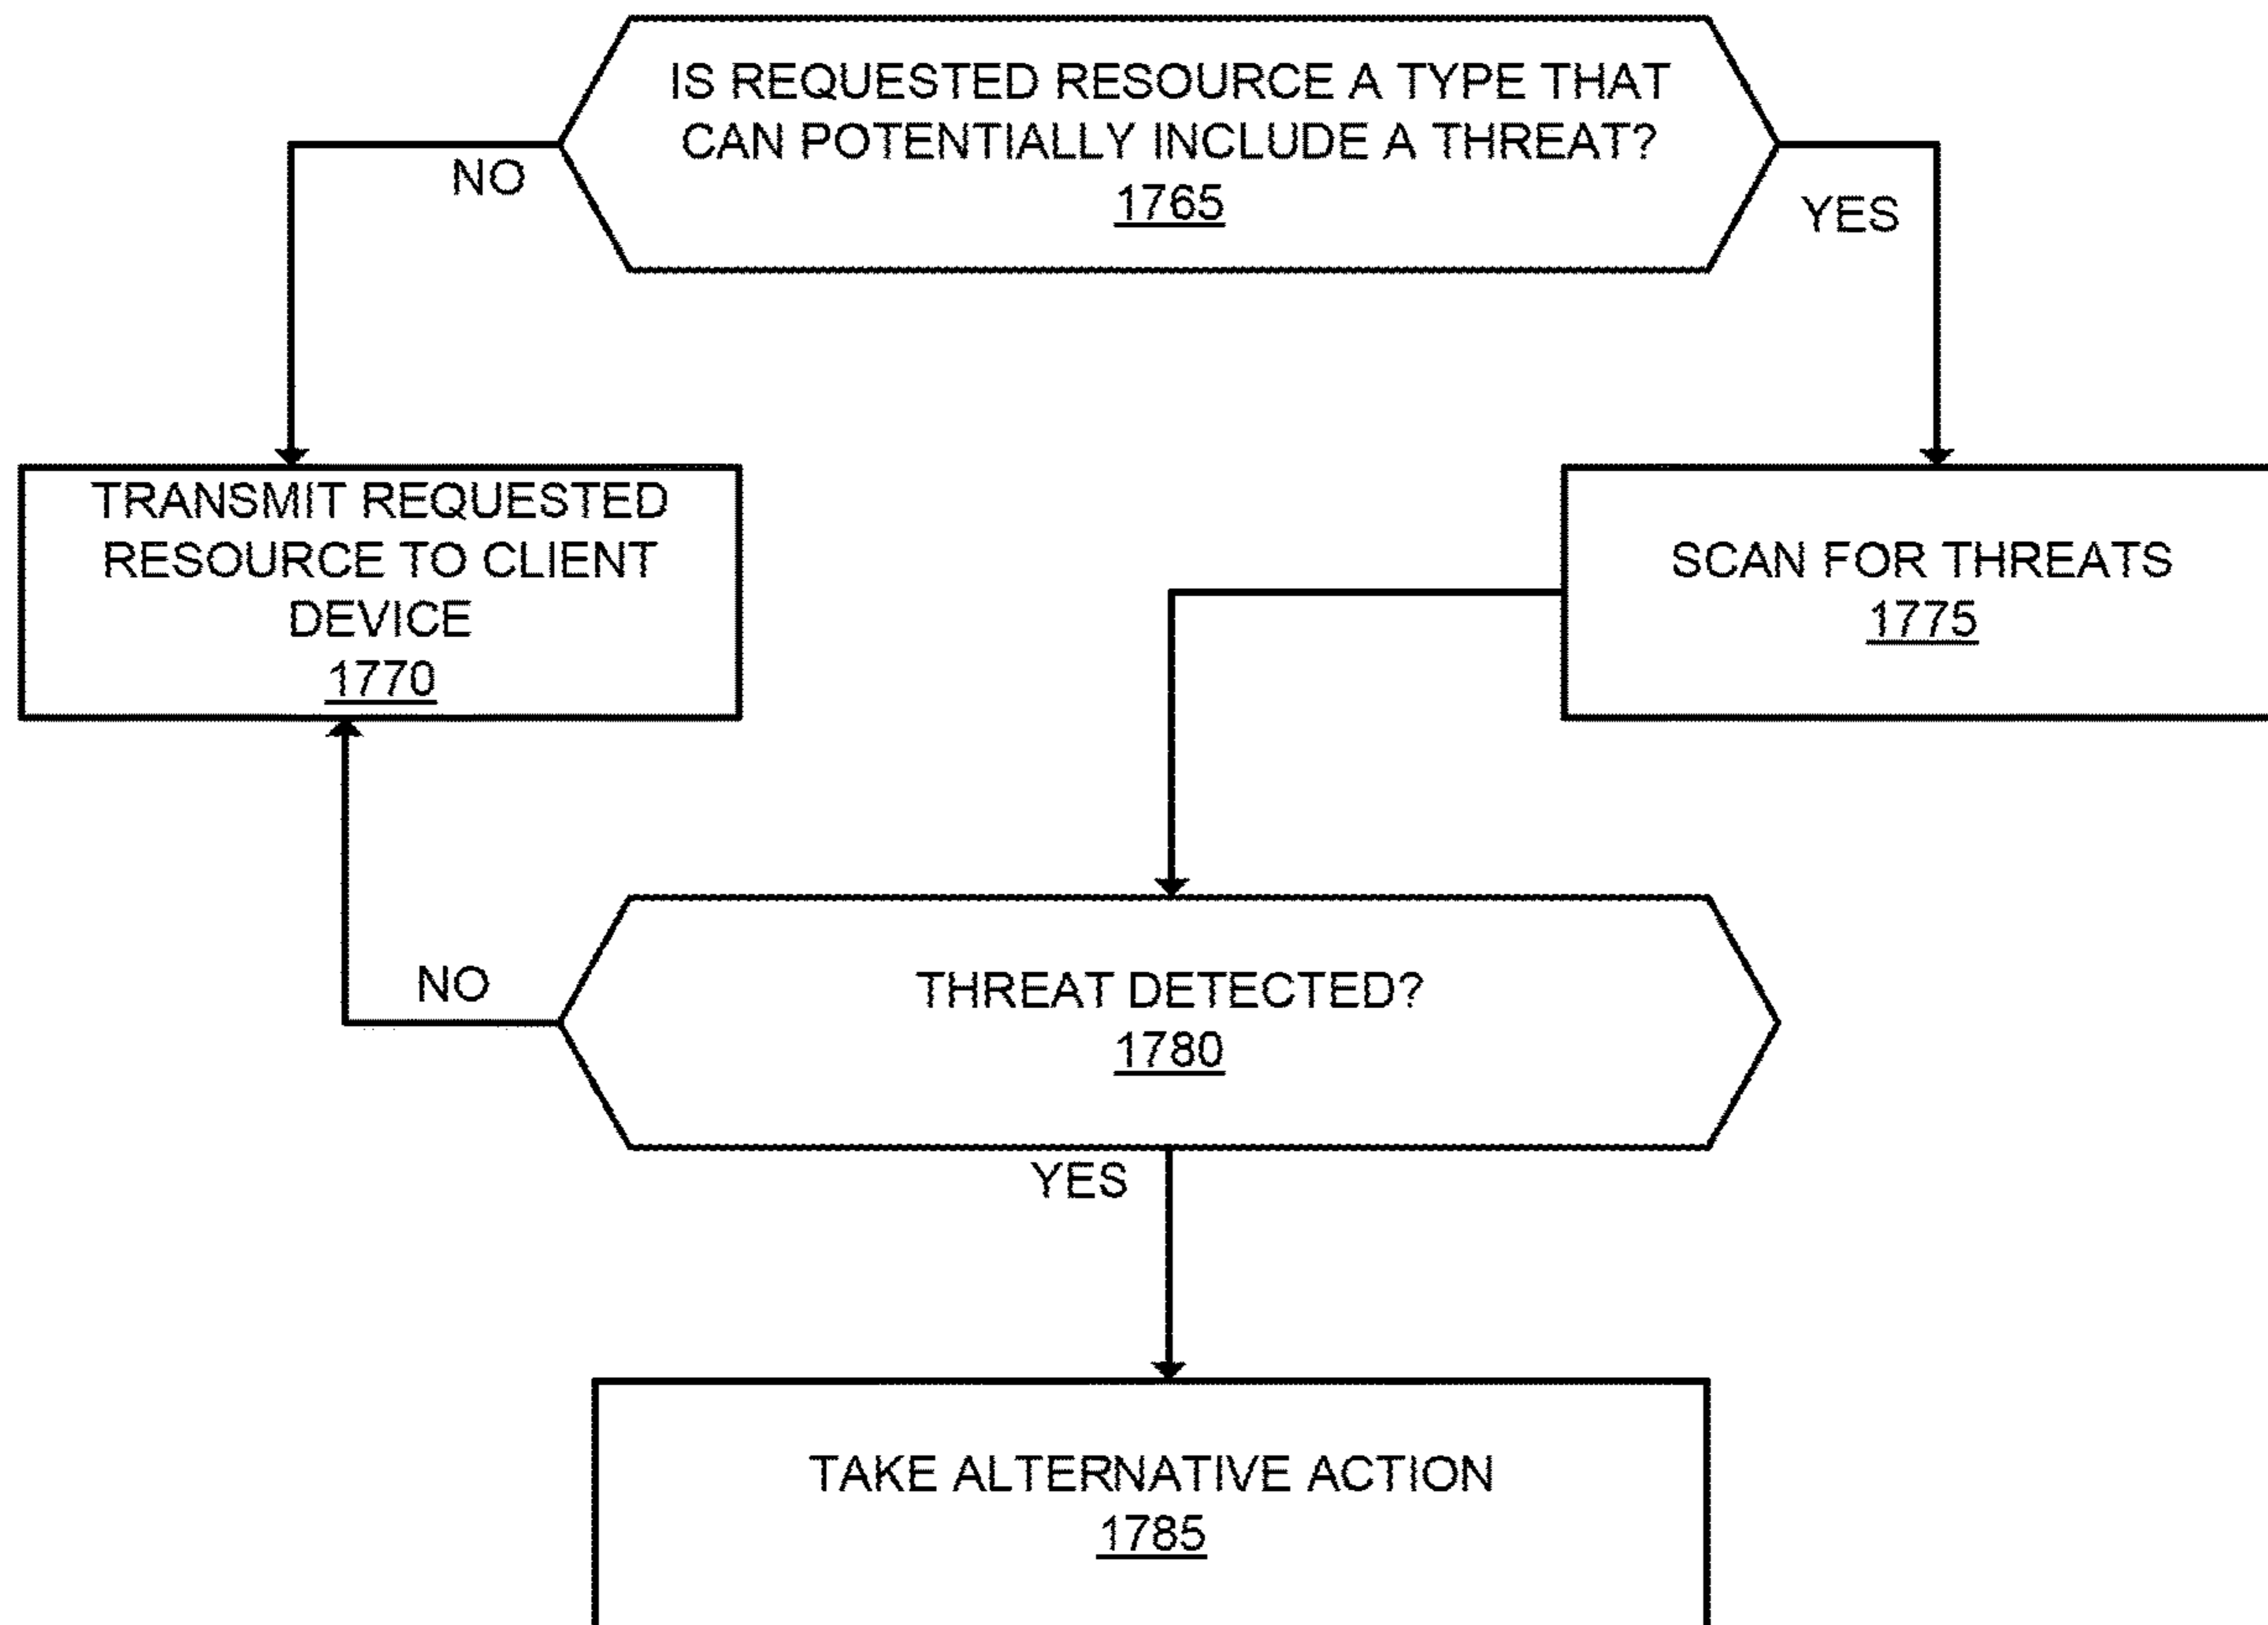 IS REQUESTED RESOURCE A TYPE THAT
CAN POTENTIALLY INCLUDE A THREAT?
1765
NO
YES
TRANSMIT REQUESTED
RESOURCE TO CLIENT
DEVICE
1770
SCAN FOR THREATS
1775
NO
THREAT DETECTED?
1780
YES
TAKE ALTERNATIVE ACTION
1785